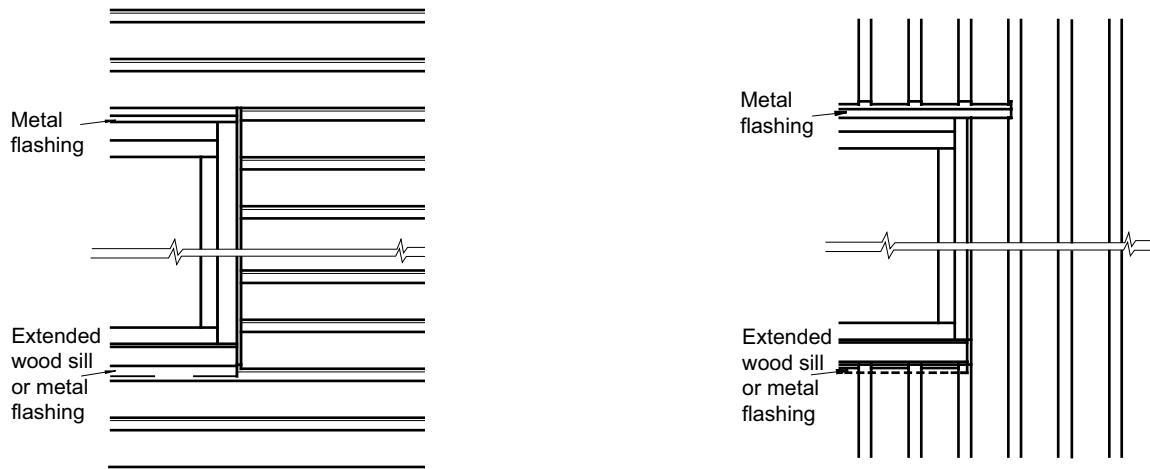 Metal
flashing
Extended
wood sill
or metal
flashing
Metal
flashing
Extended
wood sill
or metal
flashing